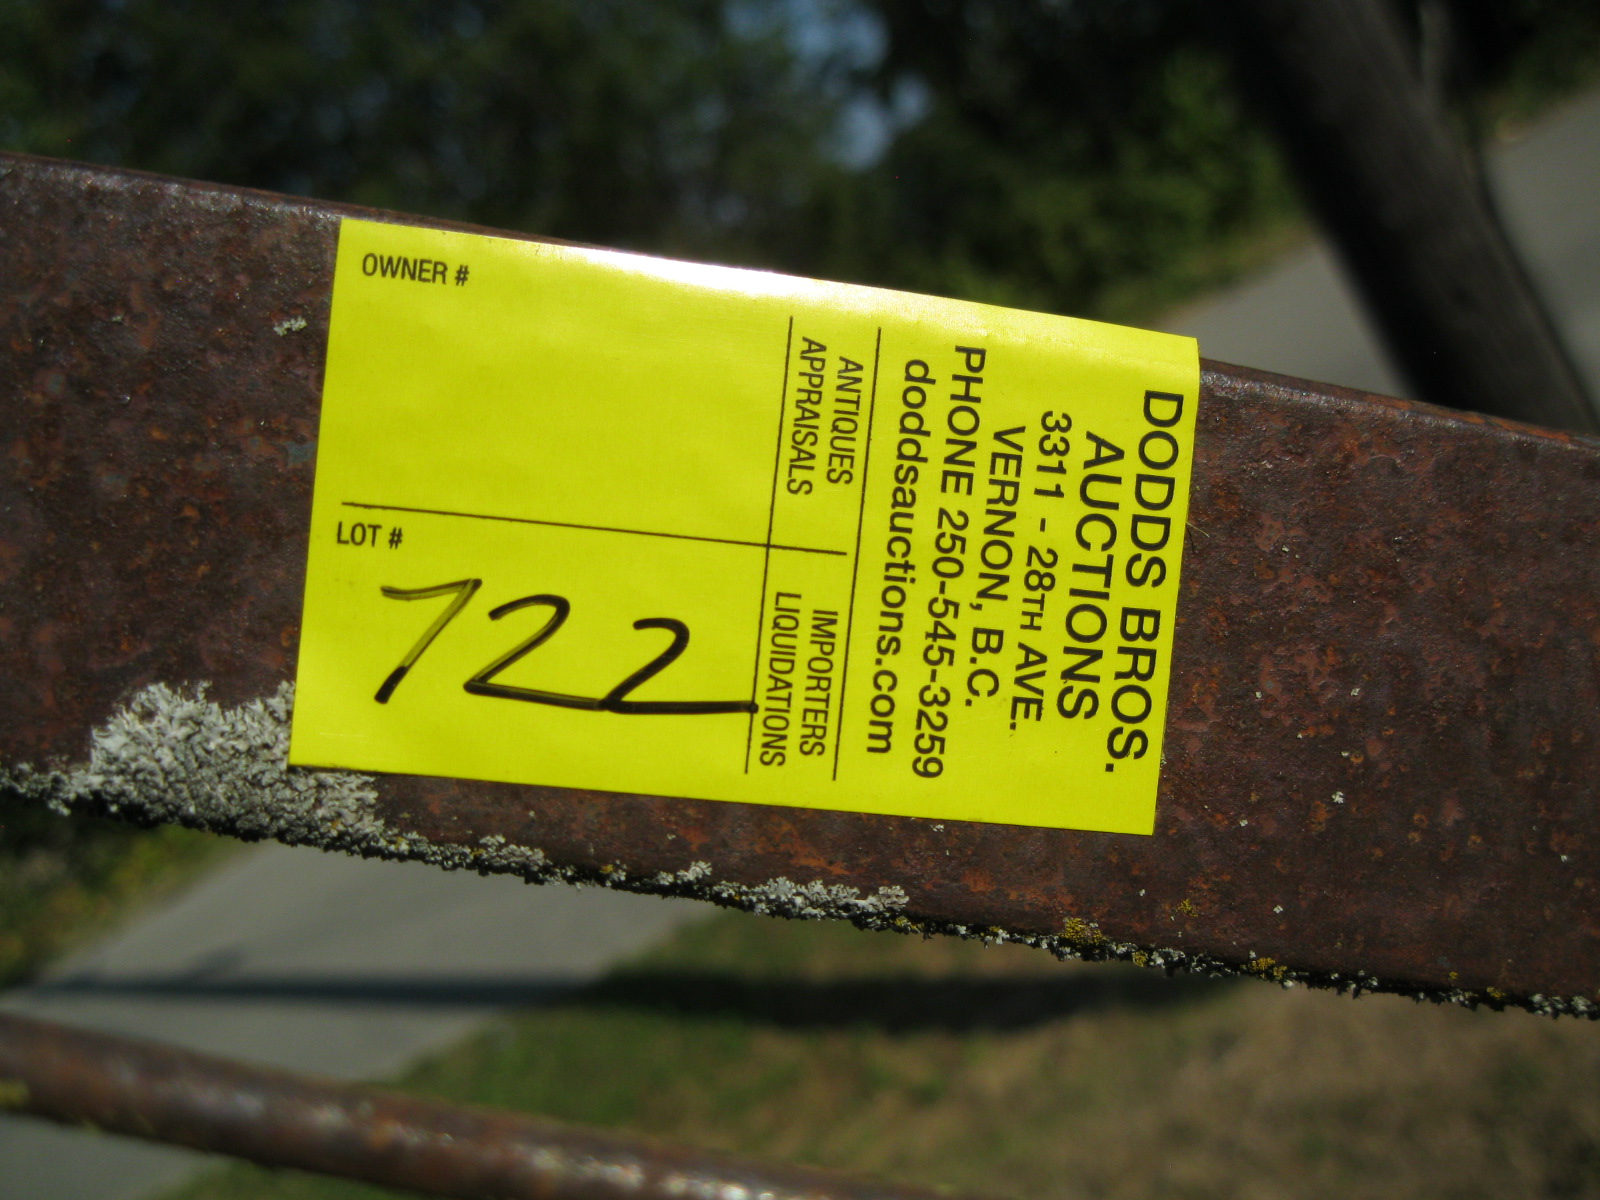 DODDS BROS.
AUCTIONS
3311 - 28TH AVE.
VERNON, B.C.
PHONE 250-545-3259
doddsauctions.com
ANTIQUES
APPRAISALS
IMPORTERS
LIQUIDATIONS
OWNER #
LOT #
722